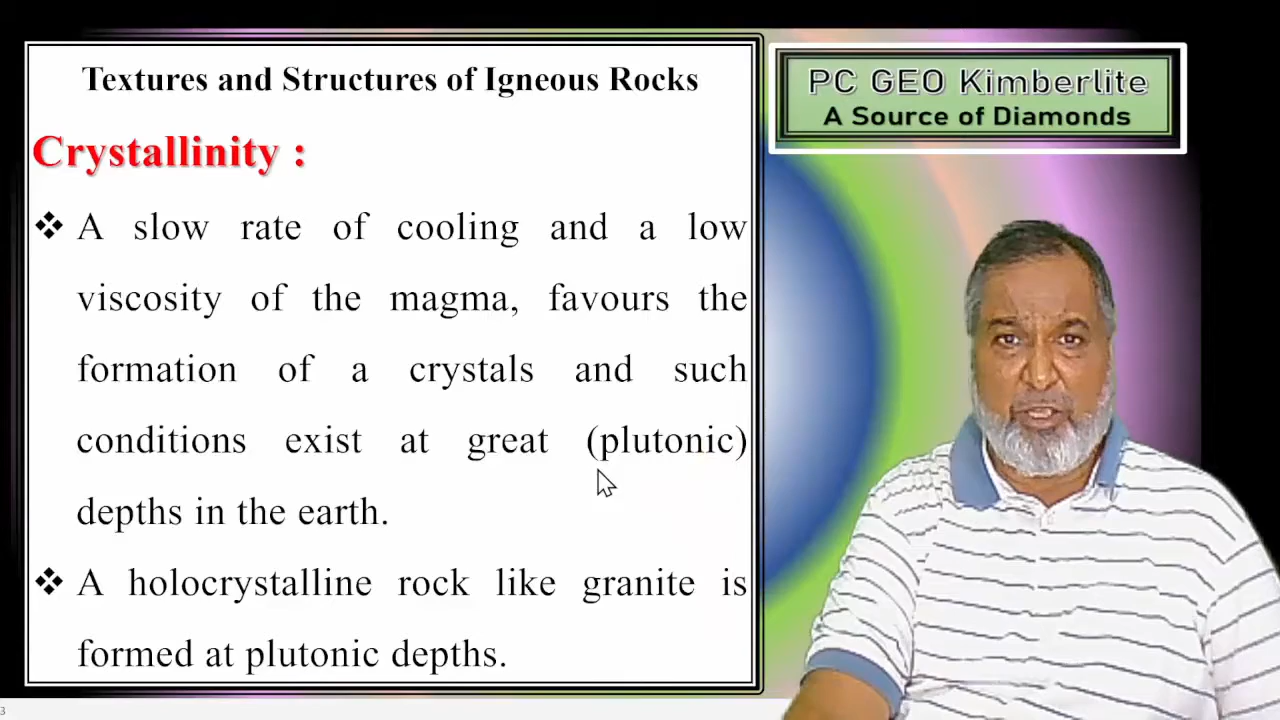 Textures and Structures of Igneous Rocks
Crystallinity :
❖ A slow rate of cooling and a low
viscosity of the magma, favours the
formation of a crystals and such
conditions exist at great (plutonic)
depths in the earth.
❖ A holocrystalline rock like granite is
formed at plutonic depths.
PC GEO Kimberlite
A Source of Diamonds
3